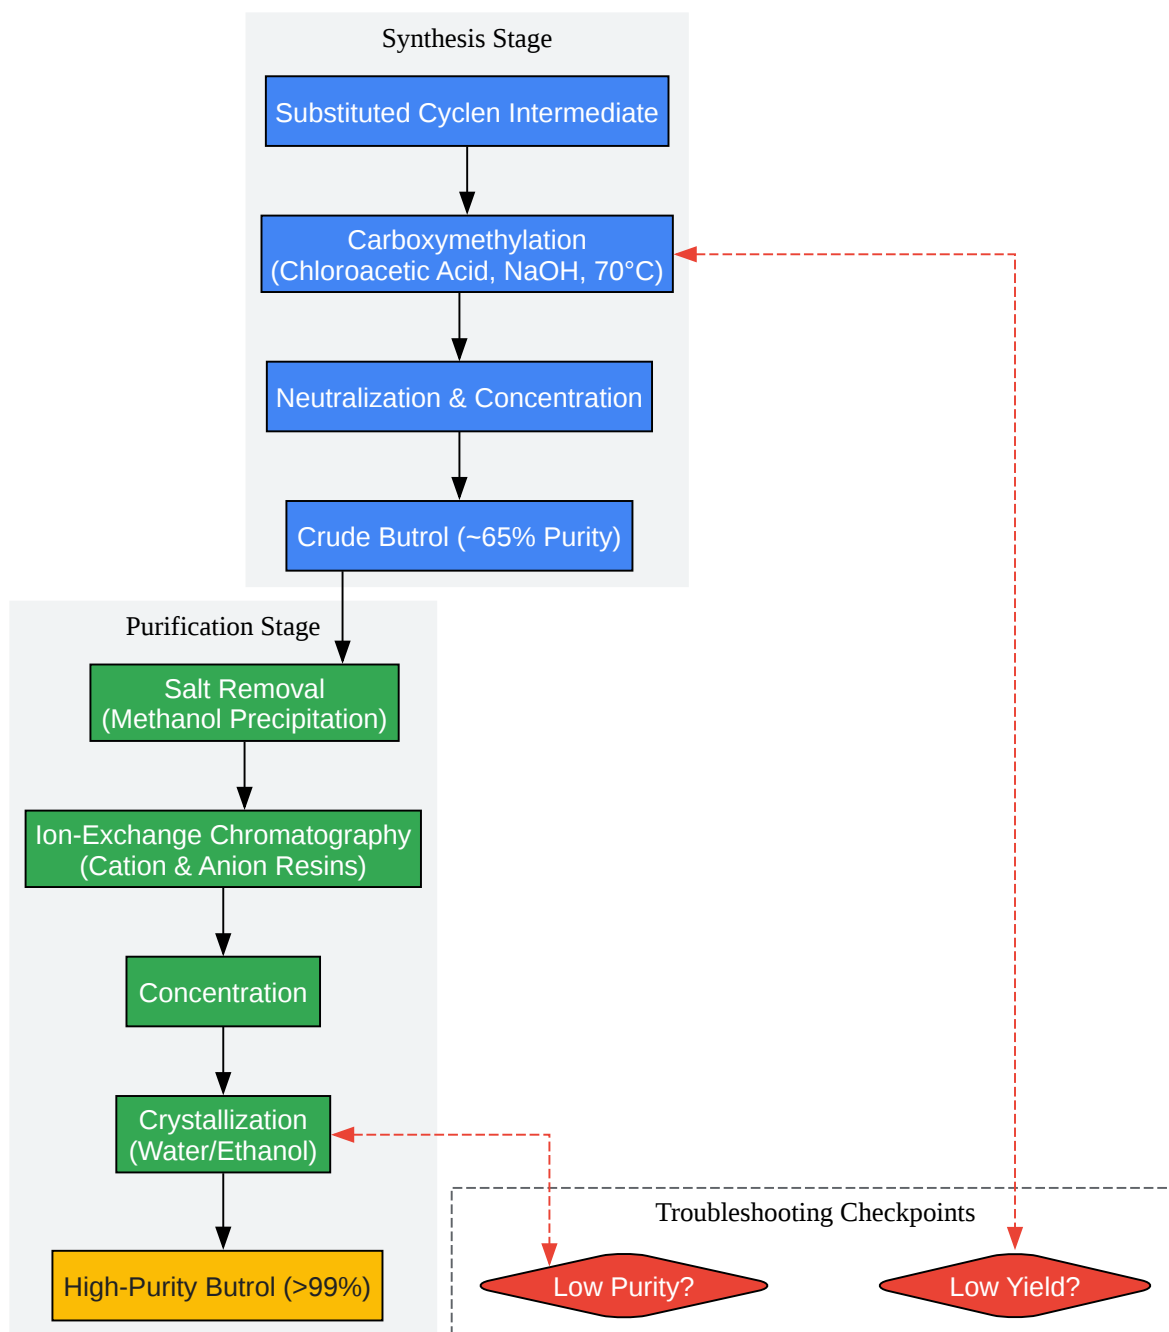 Synthesis Stage
Substituted Cyclen Intermediate
Carboxymethylation
(Chloroacetic Acid, NaOH, 70°C)
Neutralization & Concentration
Crude Butrol (~65% Purity)
Purification Stage
Salt Removal
(Methanol Precipitation)
Ion-Exchange Chromatography
(Cation & Anion Resins)
Concentration
Crystallization
(Water/Ethanol)
High-Purity Butrol (>99%)
Troubleshooting Checkpoints
Low Purity?
Low Yield?